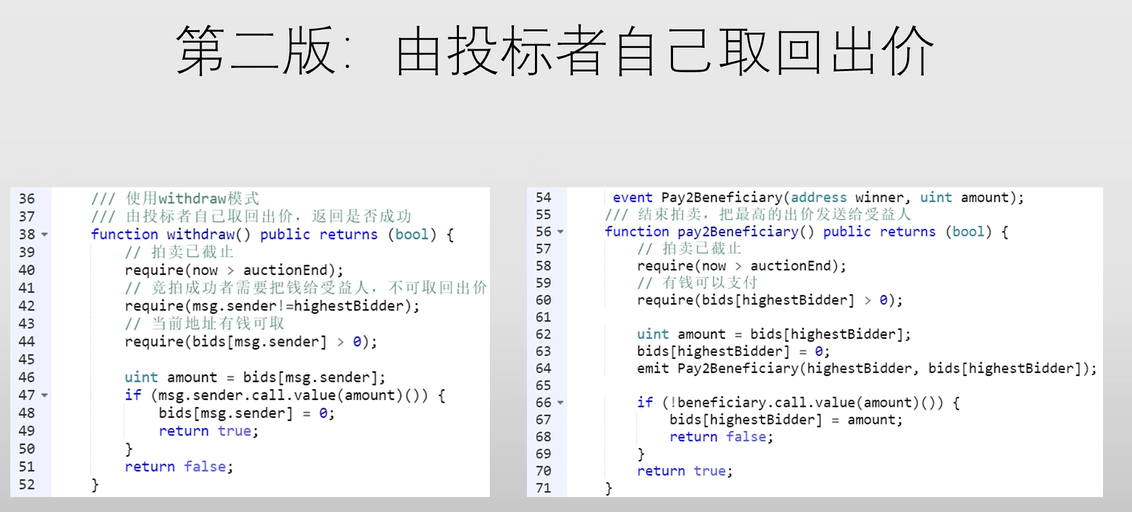 第二版：由投标者自己取回出价
36 /// 使用withdraw模式
37 /// 由投标者自己取回出价，返回是否成功
38 function withdraw() public returns (bool) {
39 // 拍卖已截止
40 require(now > auctionEnd);
41 // 竞拍成功者需要把钱给受益人，不可取回出价
42 require(msg.sender!=highestBidder);
43 // 当前地址有钱可取
44 require(bids[msg.sender] > 0);
45
46 uint amount = bids[msg.sender];
47 if (msg.sender.call.value(amount)()) {
48 bids[msg.sender] = 0;
49 return true;
50 }
51 return false;
52 }
54 event Pay2Beneficiary(address winner, uint amount);
55 /// 结束拍卖，把最高的出价发送给受益人
56 function pay2Beneficiary() public returns (bool) {
57 // 拍卖已截止
58 require(now > auctionEnd);
59 // 有钱可以支付
60 require(bids[highestBidder] > 0);
61
62 uint amount = bids[highestBidder];
63 bids[highestBidder] = 0;
64 emit Pay2Beneficiary(highestBidder, bids[highestBidder]);
65
66 if (!beneficiary.call.value(amount)()) {
67 bids[highestBidder] = amount;
68 return false;
69 }
70 return true;
71 }